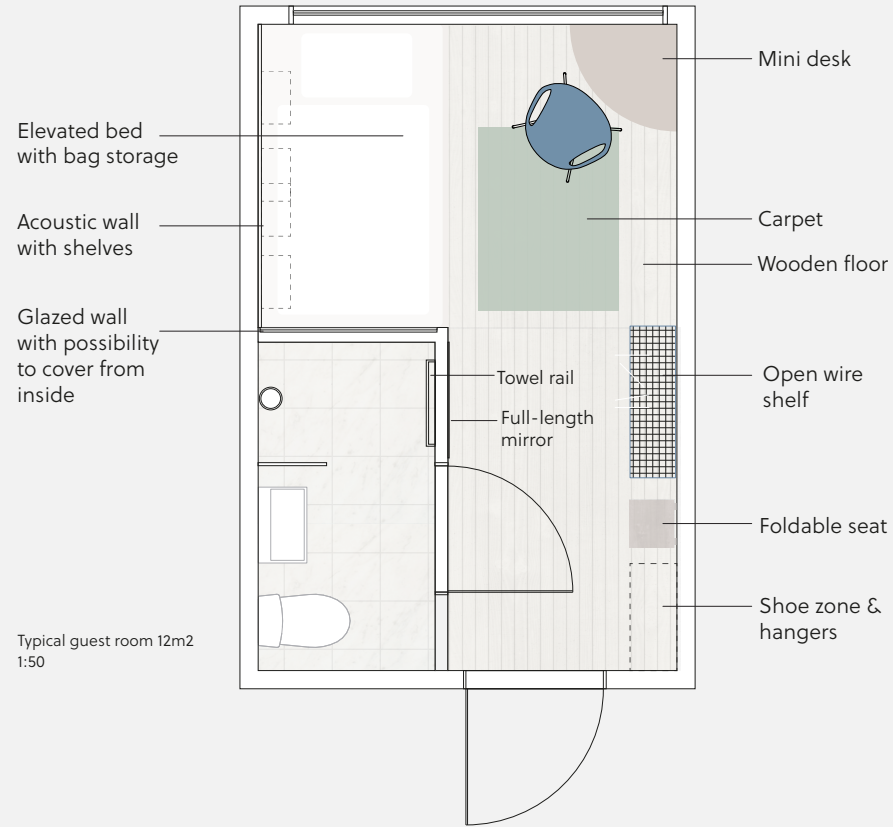 Mini desk
Elevated bed
with bag storage
Acoustic wall
with shelves
Carpet
Wooden floor
Glazed wall
with possibility
to cover from
inside
Towel rail
Full-length
mirror
Open wire
shelf
Foldable seat
Shoe zone &
hangers
Typical guest room 12m2
1:50